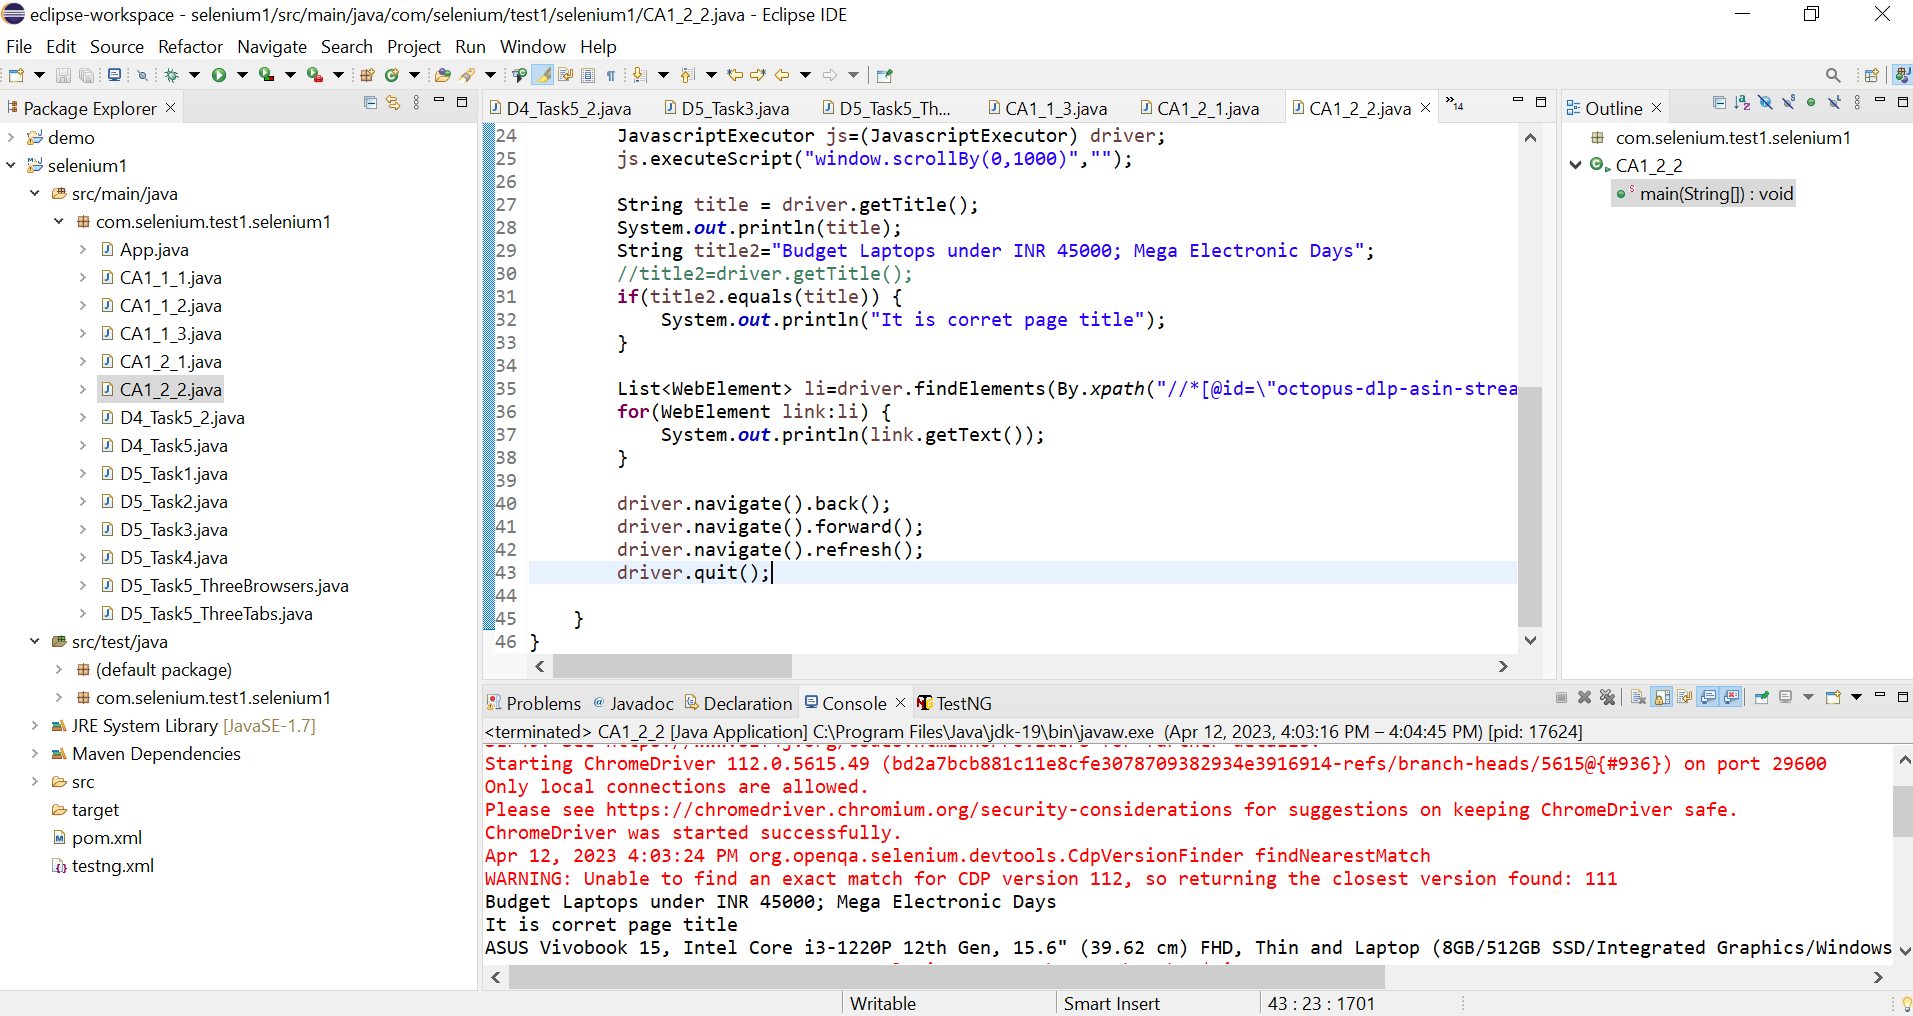 eclipse-workspace - selenium1/src/main/java/com/selenium/test1/selenium1/CA1_2_2.java - Eclipse IDE
File Edit Source Refactor Navigate Search Project Run Window Help
Package Explorer
demo
selenium1
src/main/java
com.selenium.test1.selenium1
App.java
CA1_1_1.java
CA1_1_2.java
CA1_1_3.java
CA1_2_1.java
CA1_2_2.java
D4_Task5_2.java
D4_Task5.java
D5_Task1.java
D5_Task2.java
D5_Task3.java
D5_Task4.java
D5_Task5_ThreeBrowsers.java
D5_Task5_ThreeTabs.java
src/test/java
(default package)
com.selenium.test1.selenium1
JRE System Library [JavaSE-1.7]
Maven Dependencies
src
target
pom.xml
testng.xml
D4_Task5_2.java D5_Task3.java D5_Task5_Th... CA1_1_3.java CA1_2_1.java CA1_2_2.java »14
24 JavascriptExecutor js=(JavascriptExecutor) driver;
25 js.executeScript("window.scrollBy(0,1000)","");
26
27 String title = driver.getTitle();
28 System.out.println(title);
29 String title2="Budget Laptops under INR 45000; Mega Electronic Days";
30 //title2=driver.getTitle();
31 if(title2.equals(title)) {
32 System.out.println("It is corret page title");
33 }
34
35 List<WebElement> li=driver.findElements(By.xpath("//*[@id=\"octopus-dlp-asin-strea
36 for(WebElement link:li) {
37 System.out.println(link.getText());
38 }
39
40 driver.navigate().back();
41 driver.navigate().forward();
42 driver.navigate().refresh();
43 driver.quit();
44
45 }
46 }
Outline
com.selenium.test1.selenium1
CA1_2_2
main(String[]) : void
Problems @ Javadoc Declaration Console TestNG
<terminated> CA1_2_2 [Java Application] C:\Program Files\Java\jdk-19\bin\javaw.exe (Apr 12, 2023, 4:03:16 PM – 4:04:45 PM) [pid: 17624]
Starting ChromeDriver 112.0.5615.49 (bd2a7bcb881c11e8cfe3078709382934e3916914-refs/branch-heads/5615@{#936}) on port 29600
Only local connections are allowed.
Please see https://chromedriver.chromium.org/security-considerations for suggestions on keeping ChromeDriver safe.
ChromeDriver was started successfully.
Apr 12, 2023 4:03:24 PM org.openqa.selenium.devtools.CdpVersionFinder findNearestMatch
WARNING: Unable to find an exact match for CDP version 112, so returning the closest version found: 111
Budget Laptops under INR 45000; Mega Electronic Days
It is corret page title
ASUS Vivobook 15, Intel Core i3-1220P 12th Gen, 15.6" (39.62 cm) FHD, Thin and Laptop (8GB/512GB SSD/Integrated Graphics/Windows
Writable Smart Insert 43 : 23 : 1701